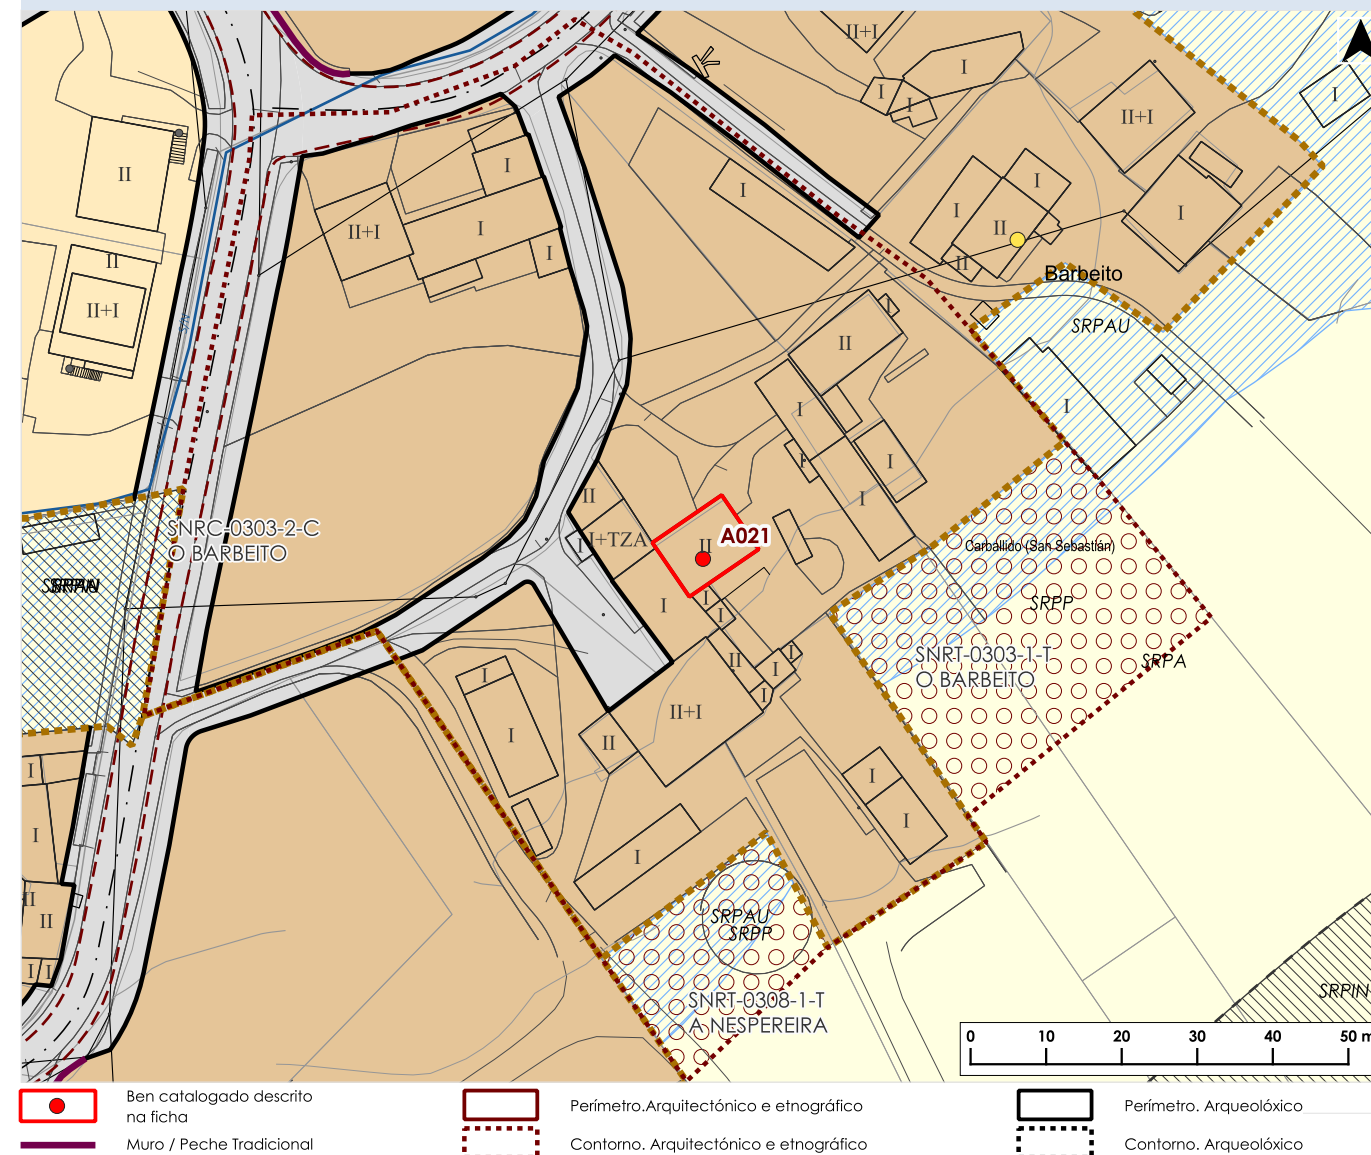 II+I
I
I
I
I
II+I
II
I
II+I
I
I
I
I
I
II
II
Barbeito
SRPAU
II
II+I
I
II
I
I
I
I
I
I
II
I+TZA
I
II
A021
SNRC-0303-2-C
O BARBEITO
Carballido (San Sebastián)
SRPP
SNRT-0303-1-T
O BARBEITO
SRPA
I
I
I
II
I
I
I
II+I
II
I
I
I
I
I
I
I
II
II
I
I
SRPAU
SRPP
SNRT-0308-1-T
A NESPEREIRA
SRPIN
0 10 20 30 40 50 m
Ben catalogado descrito
na ficha
Perímetro.Arquitectónico e etnográfico
Perímetro. Arqueolóxico
Muro / Peche Tradicional
Contorno. Arquitectónico e etnográfico
Contorno. Arqueolóxico